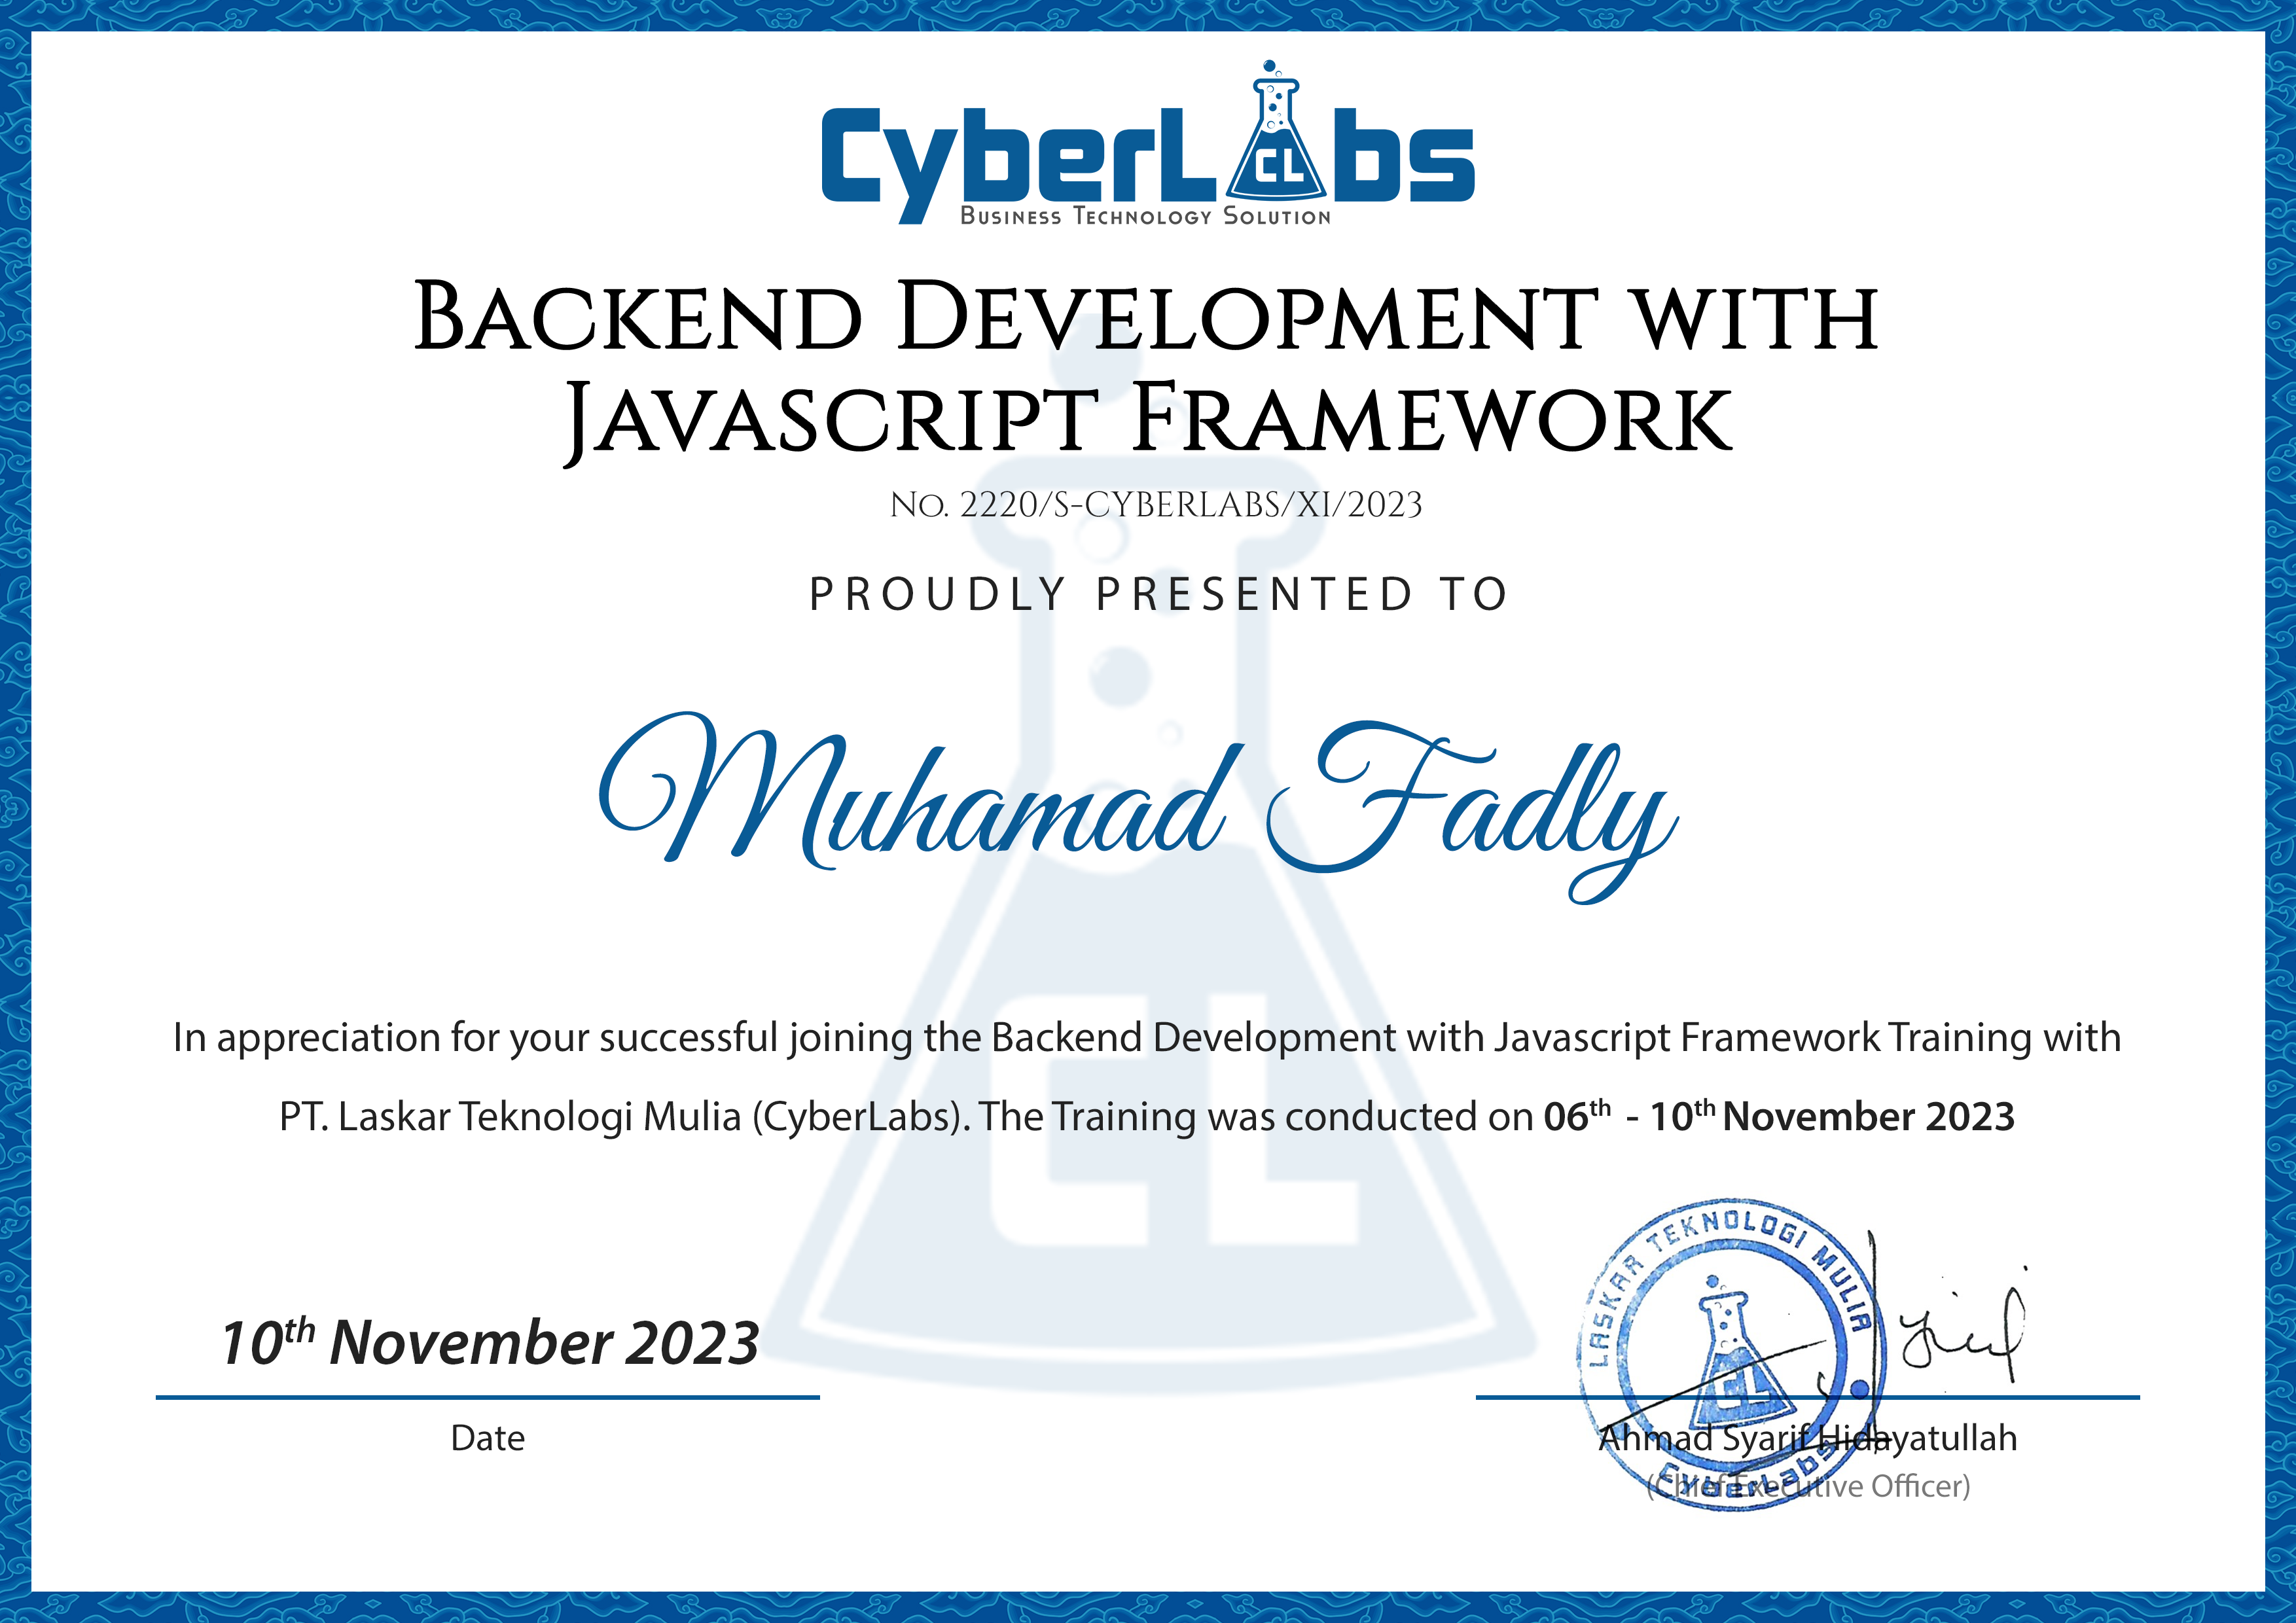 CyberLabs
CL
Business Technology Solution
Backend Development with
Javascript Framework
No. 2220/S-CYBERLABS/XI/2023
PROUDLY PRESENTED TO
Muhamad Fadly
In appreciation for your successful joining the Backend Development with Javascript Framework Training with
PT. Laskar Teknologi Mulia (CyberLabs). The Training was conducted on 06th - 10th November 2023
CL
LASKAR TEKNOLOGI MULIA
CL
CyberLabs
10th November 2023
Date
Ahmad Syarif Hidayatullah
(Chief Executive Officer)